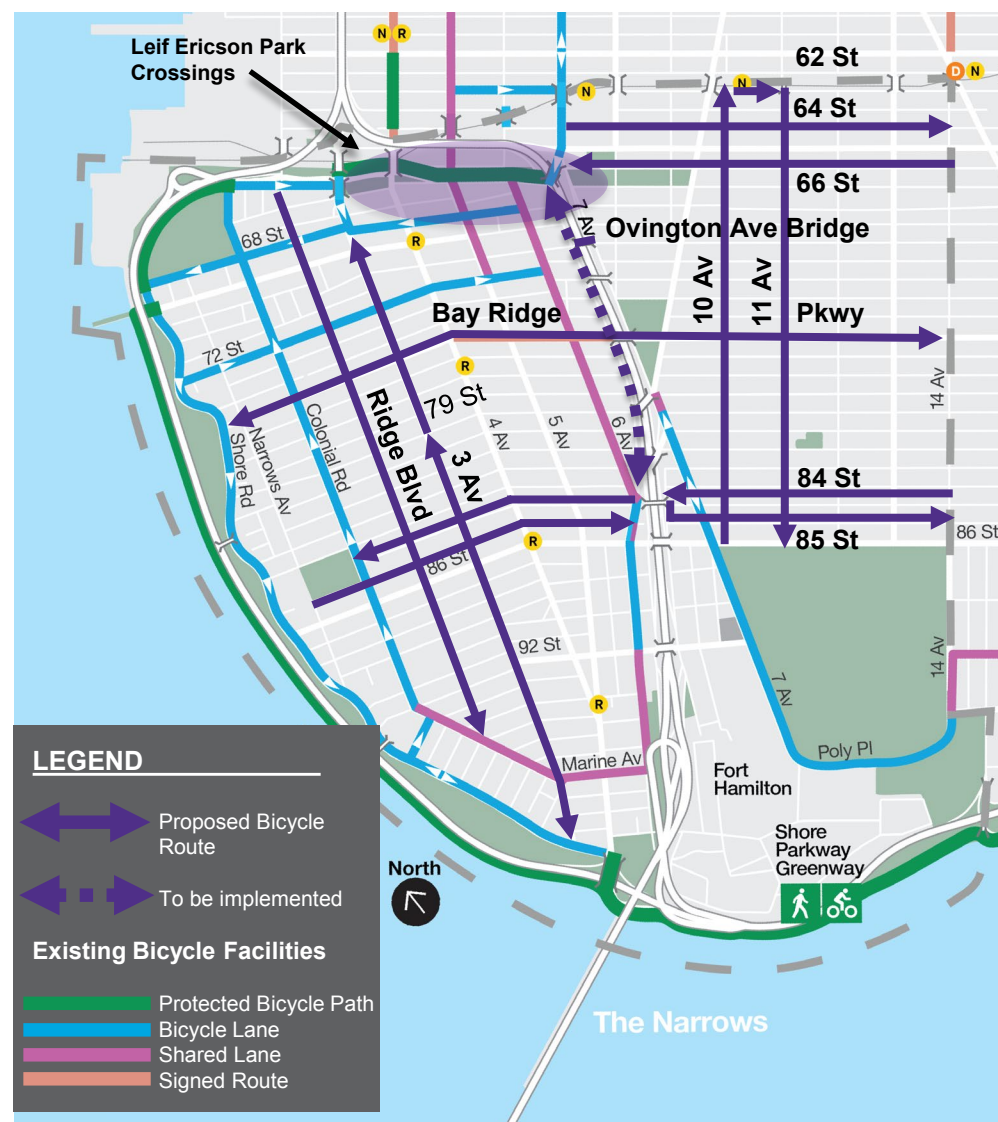 Leif Ericson Park
Crossings
N R
62 St
D N
N
N
64 St
66 St
7 Av
Ovington Ave Bridge
68 St
R
10 Av
11 Av
Bay Ridge
Pkwy
72 St
R
79 St
14 Av
Ridge Blvd
3 Av
4 Av
5 Av
6 Av
Colonial Rd
Narrows Av
Shore Rd
84 St
85 St
86 St
R
86 St
92 St
14 Av
7 Av
R
Marine Av
Poly Pl
Fort
Hamilton
Shore
Parkway
Greenway
North
The Narrows
LEGEND
Proposed Bicycle
Route
To be implemented
Existing Bicycle Facilities
Protected Bicycle Path
Bicycle Lane
Shared Lane
Signed Route